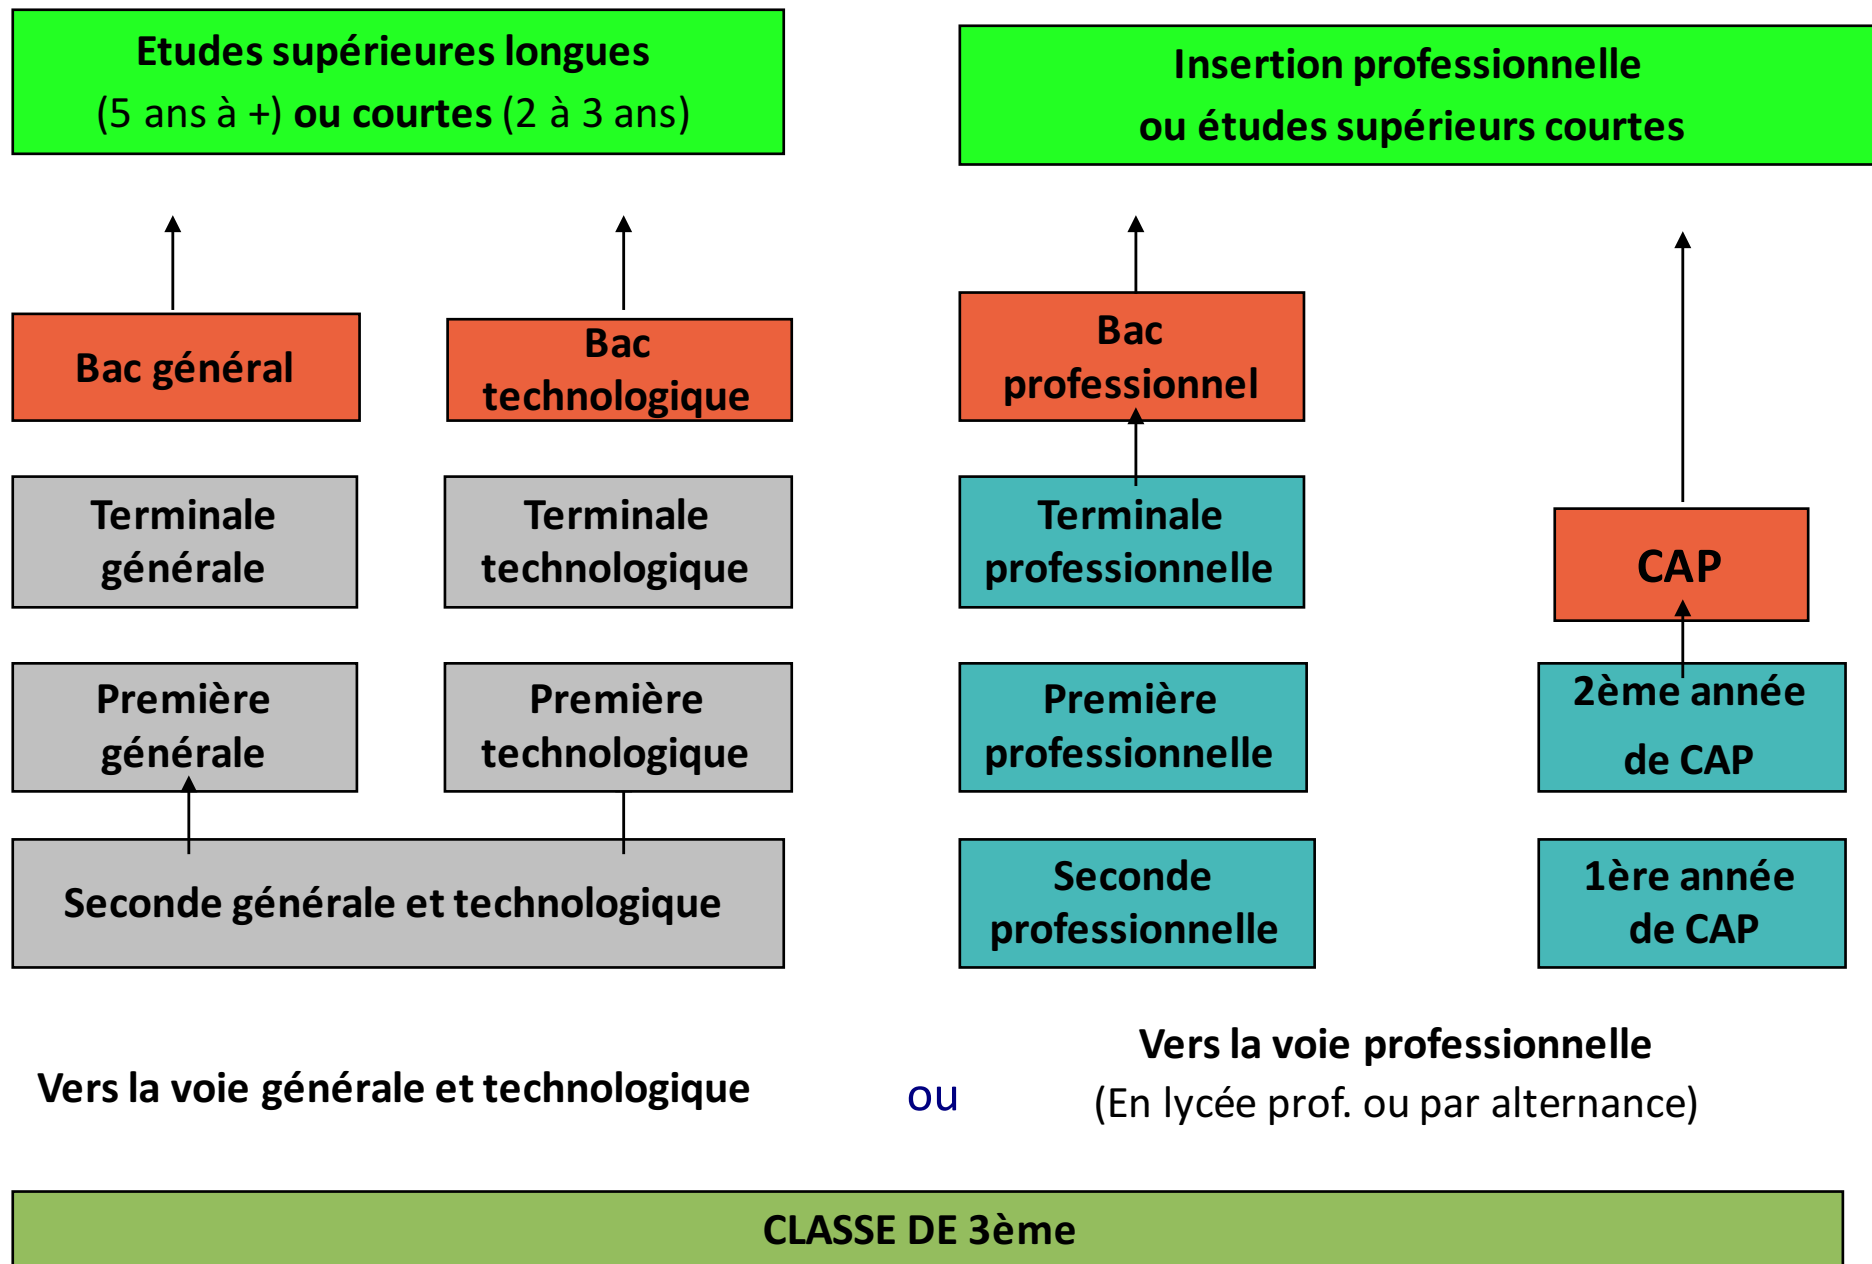 Etudes supérieures longues
(5 ans à +) ou courtes (2 à 3 ans)
Insertion professionnelle
ou études supérieurs courtes
Bac général
Bac
technologique
Bac
professionnel
Terminale
générale
Terminale
technologique
Terminale
professionnelle
CAP
Première
générale
Première
technologique
Première
professionnelle
2ème année
de CAP
Seconde générale et technologique
Seconde
professionnelle
1ère année
de CAP
Vers la voie générale et technologique
ou
Vers la voie professionnelle
(En lycée prof. ou par alternance)
CLASSE DE 3ème